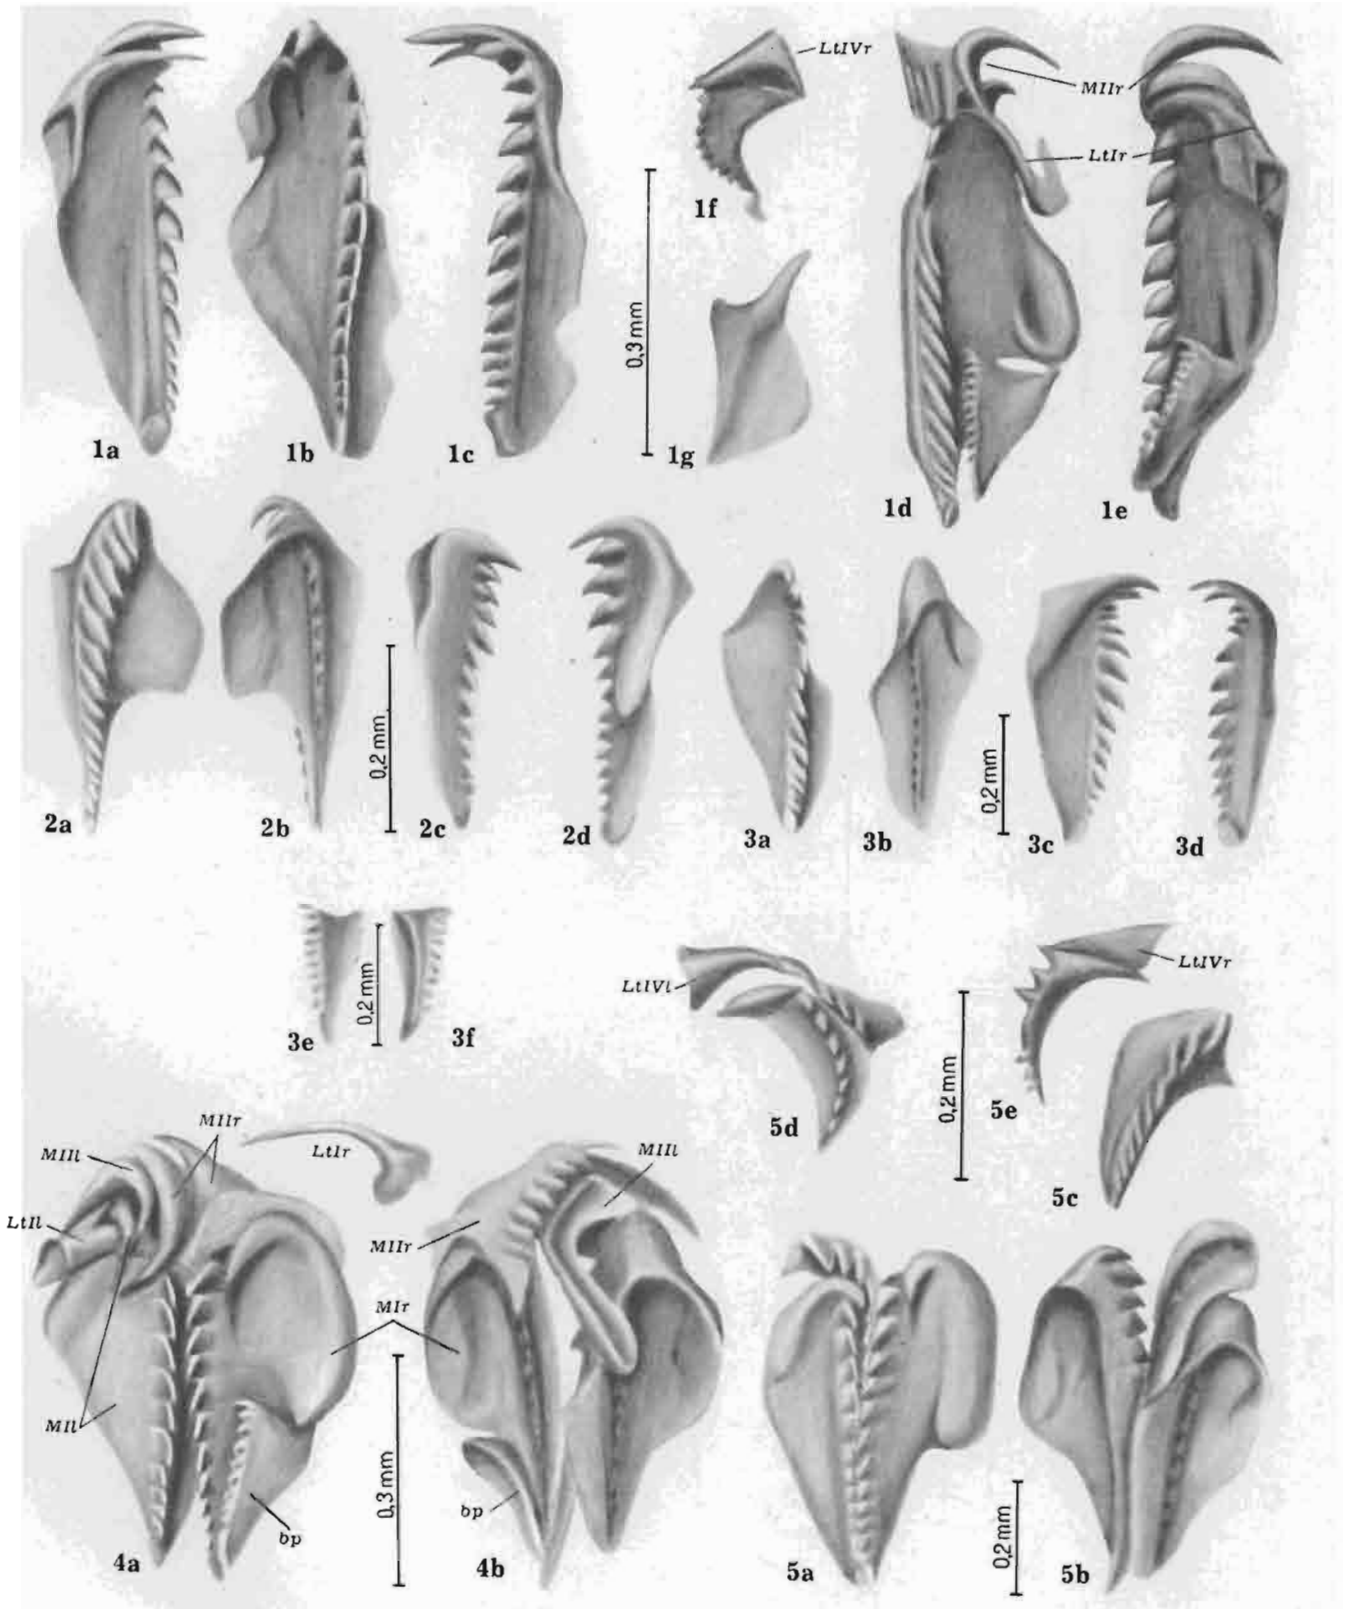 LtIVr
MIIr
LtIr
1f
0,3 mm
1a
1b
1c
1g
1d
1e
2a
2b
0,2 mm
2c
2d
3a
3b
0,2 mm
3c
3d
3e
0,2 mm
3f
LtIVl
LtIVr
5d
0,2 mm
5e
5c
MIIr
MIIl
LtIr
MIIl
LtIl
MIIr
MIr
MIl
0,3 mm
bp
bp
0,2 mm
4a
4b
5a
5b